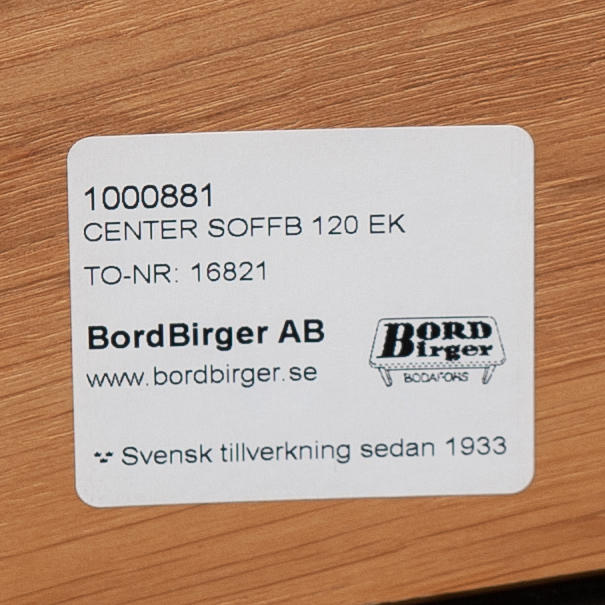 1000881
CENTER SOFFB 120 EK
TO-NR: 16821
BordBirger AB
www.bordbirger.se
BORD
Birger
BODAFORS
Svensk tillverkning sedan 1933